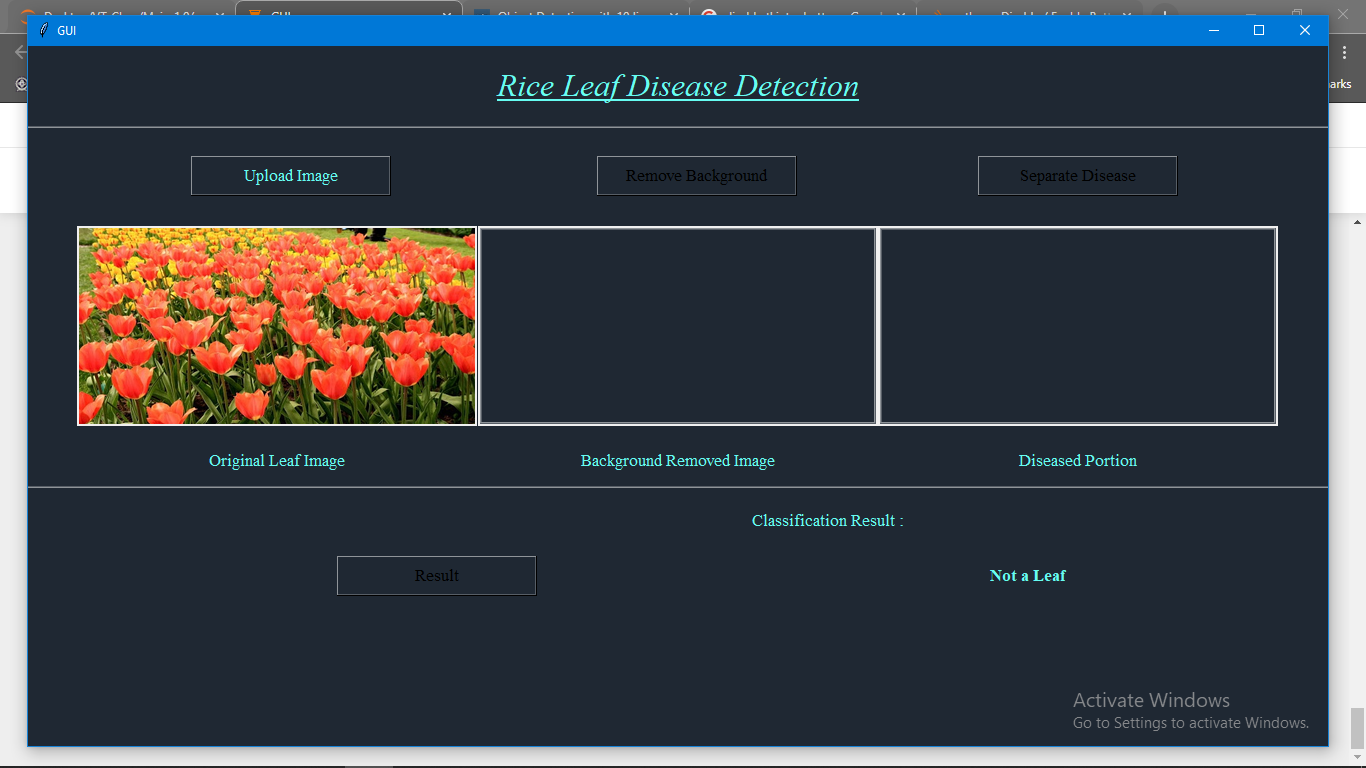 GUI
arks
Rice Leaf Disease Detection
Upload Image
Remove Background
Separate Disease
Original Leaf Image
Background Removed Image
Diseased Portion
Classification Result :
Result
Not a Leaf
Activate Windows
Go to Settings to activate Windows.